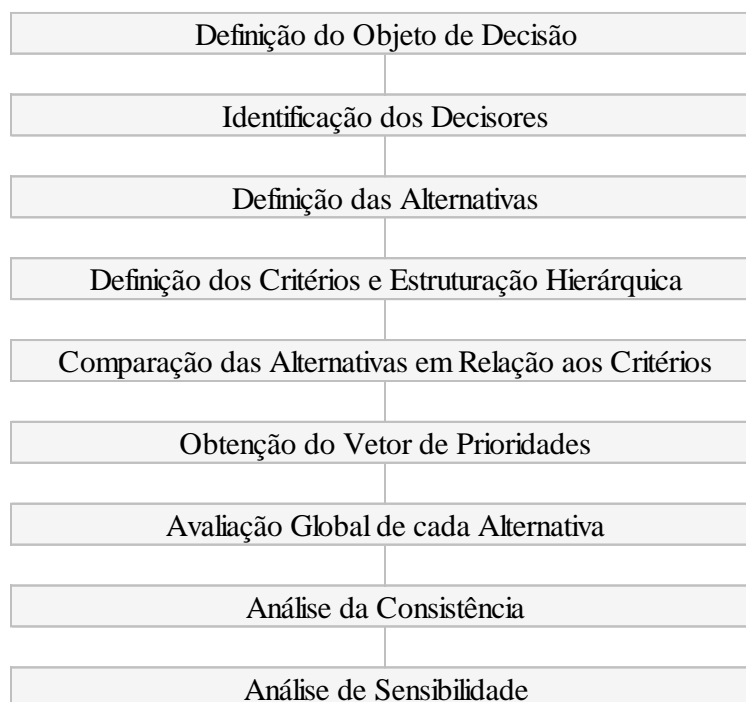 Definição do Objeto de Decisão
Identificação dos Decisores
Definição das Alternativas
Definição dos Critérios e Estruturação Hierárquica
Comparação das Alternativas em Relação aos Critérios
Obtenção do Vetor de Prioridades
Avaliação Global de cada Alternativa
Análise da Consistência
Análise de Sensibilidade